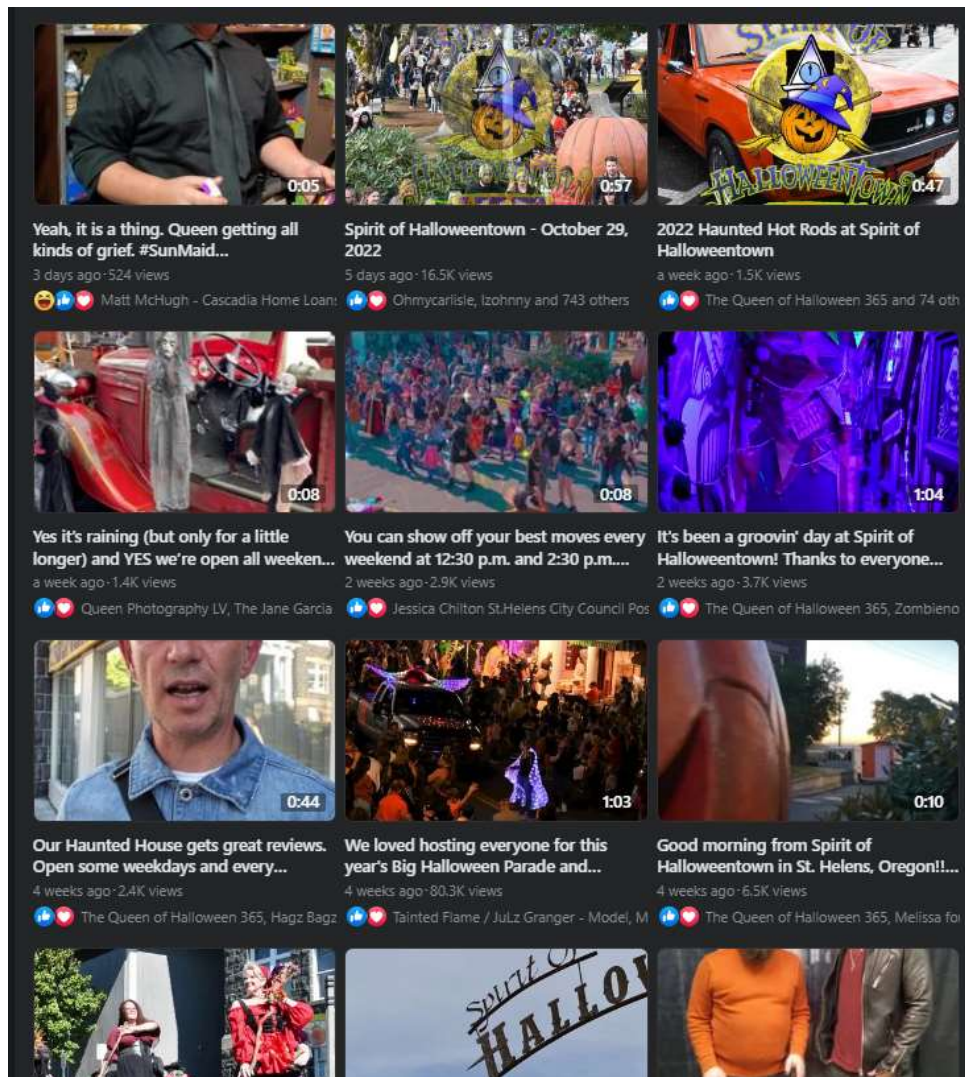 0:05
0:57
SPIRIT OF
HALLOWEENTOWN
0:47
Yeah, it is a thing. Queen getting all
kinds of grief. #SunMaid...
3 days ago · 524 views
Matt McHugh - Cascadia Home Loans
Spirit of Halloweentown - October 29,
2022
5 days ago · 16.5K views
Ohmycarlisle, Izohnny and 743 others
2022 Haunted Hot Rods at Spirit of
Halloweentown
a week ago · 1.5K views
The Queen of Halloween 365 and 74 oth
0:08
0:08
1:04
Yes it's raining (but only for a little
longer) and YES we're open all weeken...
a week ago · 1.4K views
Queen Photography LV, The Jane Garcia
You can show off your best moves every
weekend at 12:30 p.m. and 2:30 p.m....
2 weeks ago · 2.9K views
Jessica Chilton St.Helens City Council Pos
It's been a groovin' day at Spirit of
Halloweentown! Thanks to everyone...
2 weeks ago · 3.7K views
The Queen of Halloween 365, Zombieno
0:44
1:03
0:10
Our Haunted House gets great reviews.
Open some weekdays and every...
4 weeks ago · 2.4K views
The Queen of Halloween 365, Hagz Bagz
We loved hosting everyone for this
year's Big Halloween Parade and...
4 weeks ago · 80.3K views
Tainted Flame / JuLz Granger - Model, M
Good morning from Spirit of
Halloweentown in St. Helens, Oregon!!...
4 weeks ago · 6.5K views
The Queen of Halloween 365, Melissa fo
Spirit Of
HALLOW